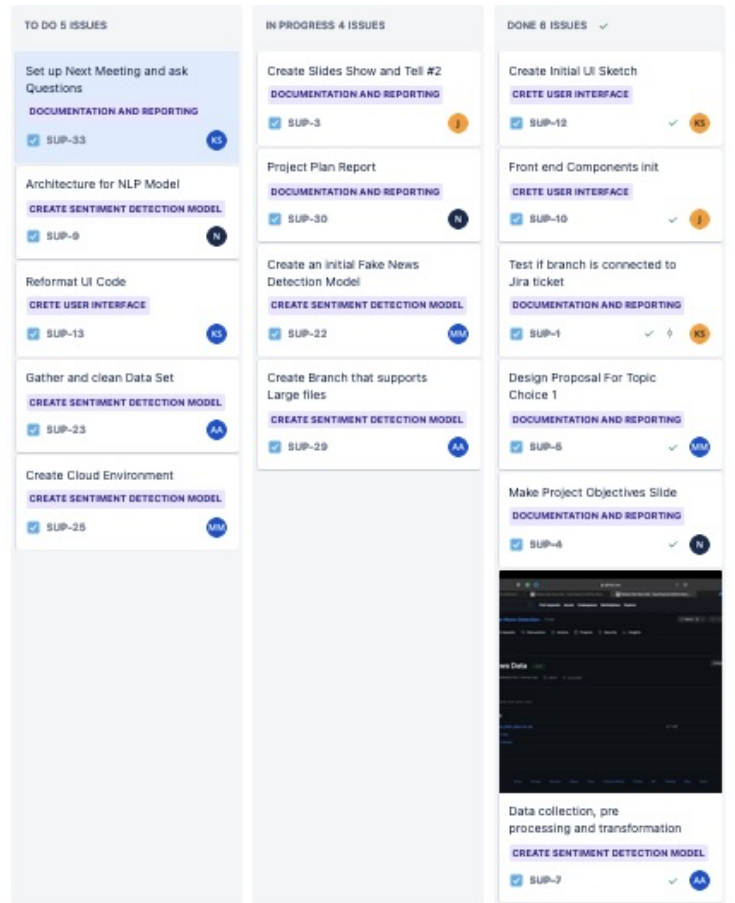 TO DO 5 ISSUES
Set up Next Meeting and ask
Questions
DOCUMENTATION AND REPORTING
SUP-33
KS
Architecture for NLP Model
CREATE SENTIMENT DETECTION MODEL
SUP-9
N
Reformat UI Code
CRETE USER INTERFACE
SUP-13
KS
Gather and clean Data Set
CREATE SENTIMENT DETECTION MODEL
SUP-23
AA
Create Cloud Environment
CREATE SENTIMENT DETECTION MODEL
SUP-25
MM
IN PROGRESS 4 ISSUES
Create Slides Show and Tell #2
DOCUMENTATION AND REPORTING
SUP-3
J
Project Plan Report
DOCUMENTATION AND REPORTING
SUP-30
N
Create an initial Fake News
Detection Model
CREATE SENTIMENT DETECTION MODEL
SUP-22
MM
Create Branch that supports
Large files
CREATE SENTIMENT DETECTION MODEL
SUP-29
AA
DONE 6 ISSUES
Create Initial UI Sketch
CRETE USER INTERFACE
SUP-12
KS
Front end Components init
CRETE USER INTERFACE
SUP-10
J
Test if branch is connected to
Jira ticket
DOCUMENTATION AND REPORTING
SUP-1
KS
Design Proposal For Topic
Choice 1
DOCUMENTATION AND REPORTING
MM
Make Project Objectives Slide
DOCUMENTATION AND REPORTING
SUP-4
N
ws Data
Data collection, pre
processing and transformation
CREATE SENTIMENT DETECTION MODEL
SUP-7
AA